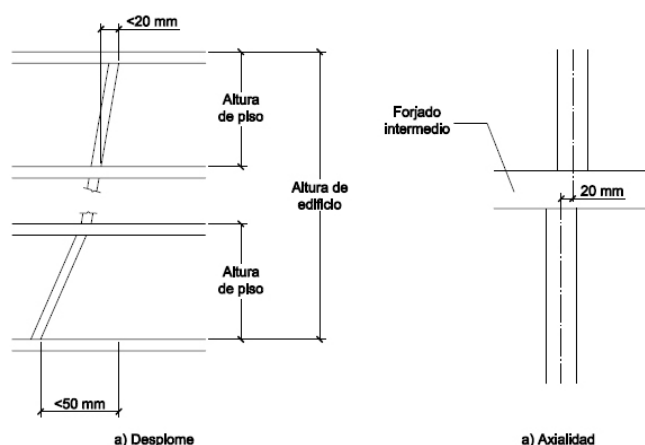 <20 mm
Altura
de piso
Altura de
edificio
Altura
de piso
<50 mm
a) Desplome
Forjado
intermedio
20 mm
a) Axialidad